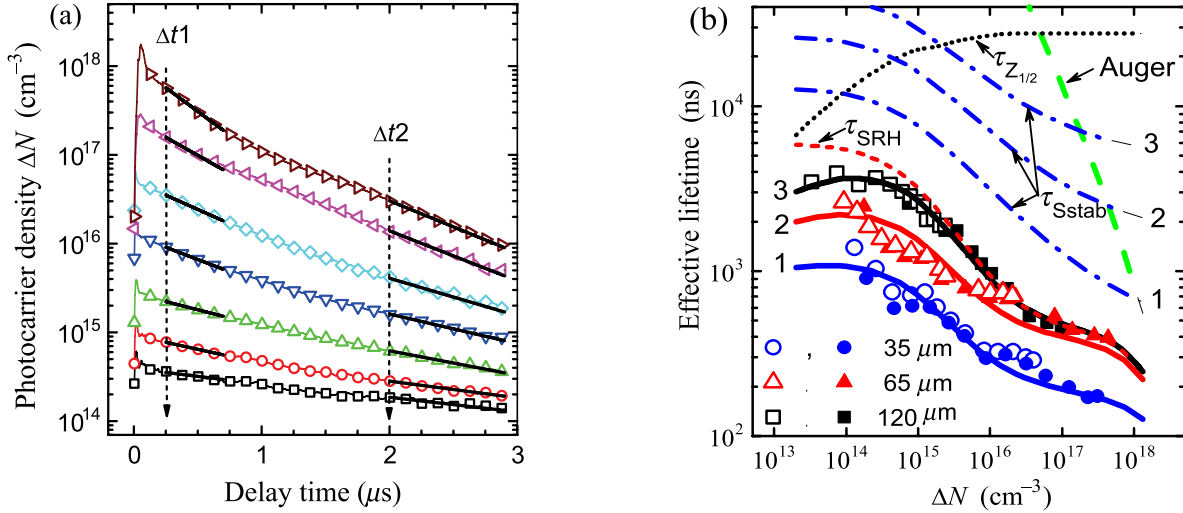 (a)
Δt1
Δt2
10^18
10^17
10^16
10^15
10^14
Photocarrier density ΔN (cm^−3)
0
1
2
3
Delay time (μs)
(b)
τ_Z1/2
Auger
τ_SRH
τ_Sstab
3
2
1
3
2
1
10^4
10^3
10^2
Effective lifetime (ns)
, 35 μm
. 65 μm
. 120 μm
10^13
10^14
10^15
10^16
10^17
10^18
ΔN (cm^−3)